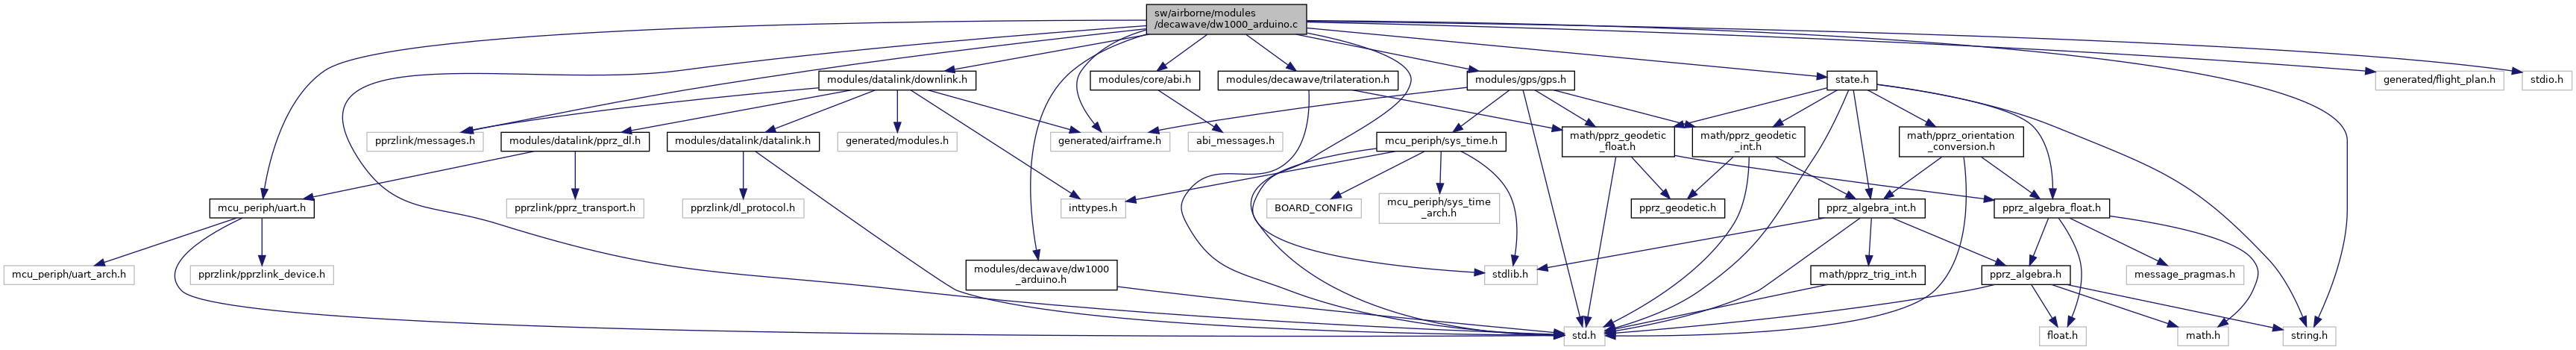 sw/airborne/modules
/decawave/dw1000_arduino.c
modules/datalink/downlink.h
modules/core/abi.h
modules/decawave/trilateration.h
modules/gps/gps.h
state.h
generated/flight_plan.h
stdio.h
pprzlink/messages.h
modules/datalink/pprz_dl.h
modules/datalink/datalink.h
generated/modules.h
generated/airframe.h
abi_messages.h
mcu_periph/sys_time.h
math/pprz_geodetic
_float.h
math/pprz_geodetic
_int.h
math/pprz_orientation
_conversion.h
mcu_periph/uart.h
pprzlink/pprz_transport.h
pprzlink/dl_protocol.h
inttypes.h
BOARD_CONFIG
mcu_periph/sys_time
_arch.h
pprz_geodetic.h
pprz_algebra_int.h
pprz_algebra_float.h
mcu_periph/uart_arch.h
pprzlink/pprzlink_device.h
modules/decawave/dw1000
_arduino.h
stdlib.h
math/pprz_trig_int.h
pprz_algebra.h
message_pragmas.h
std.h
float.h
math.h
string.h